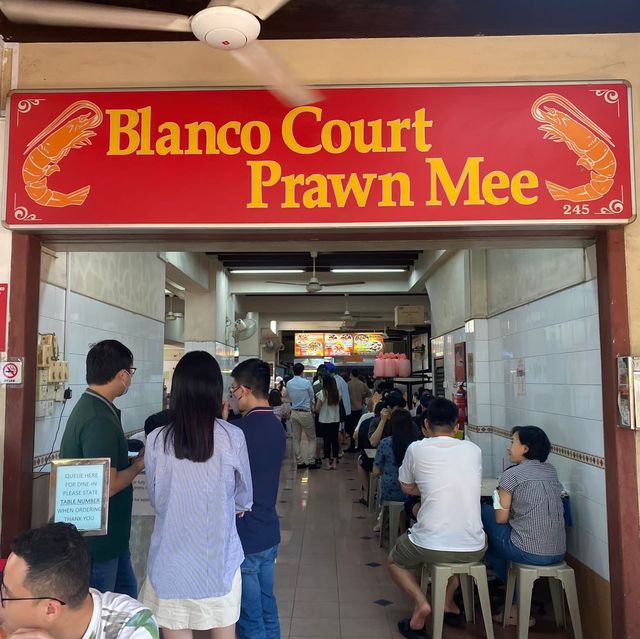 Blanco Court
Prawn Mee
245
QUEUE HERE
FOR DINE-IN
PLEASE STATE
TABLE NUMBER
WHEN ORDERING
THANK YOU